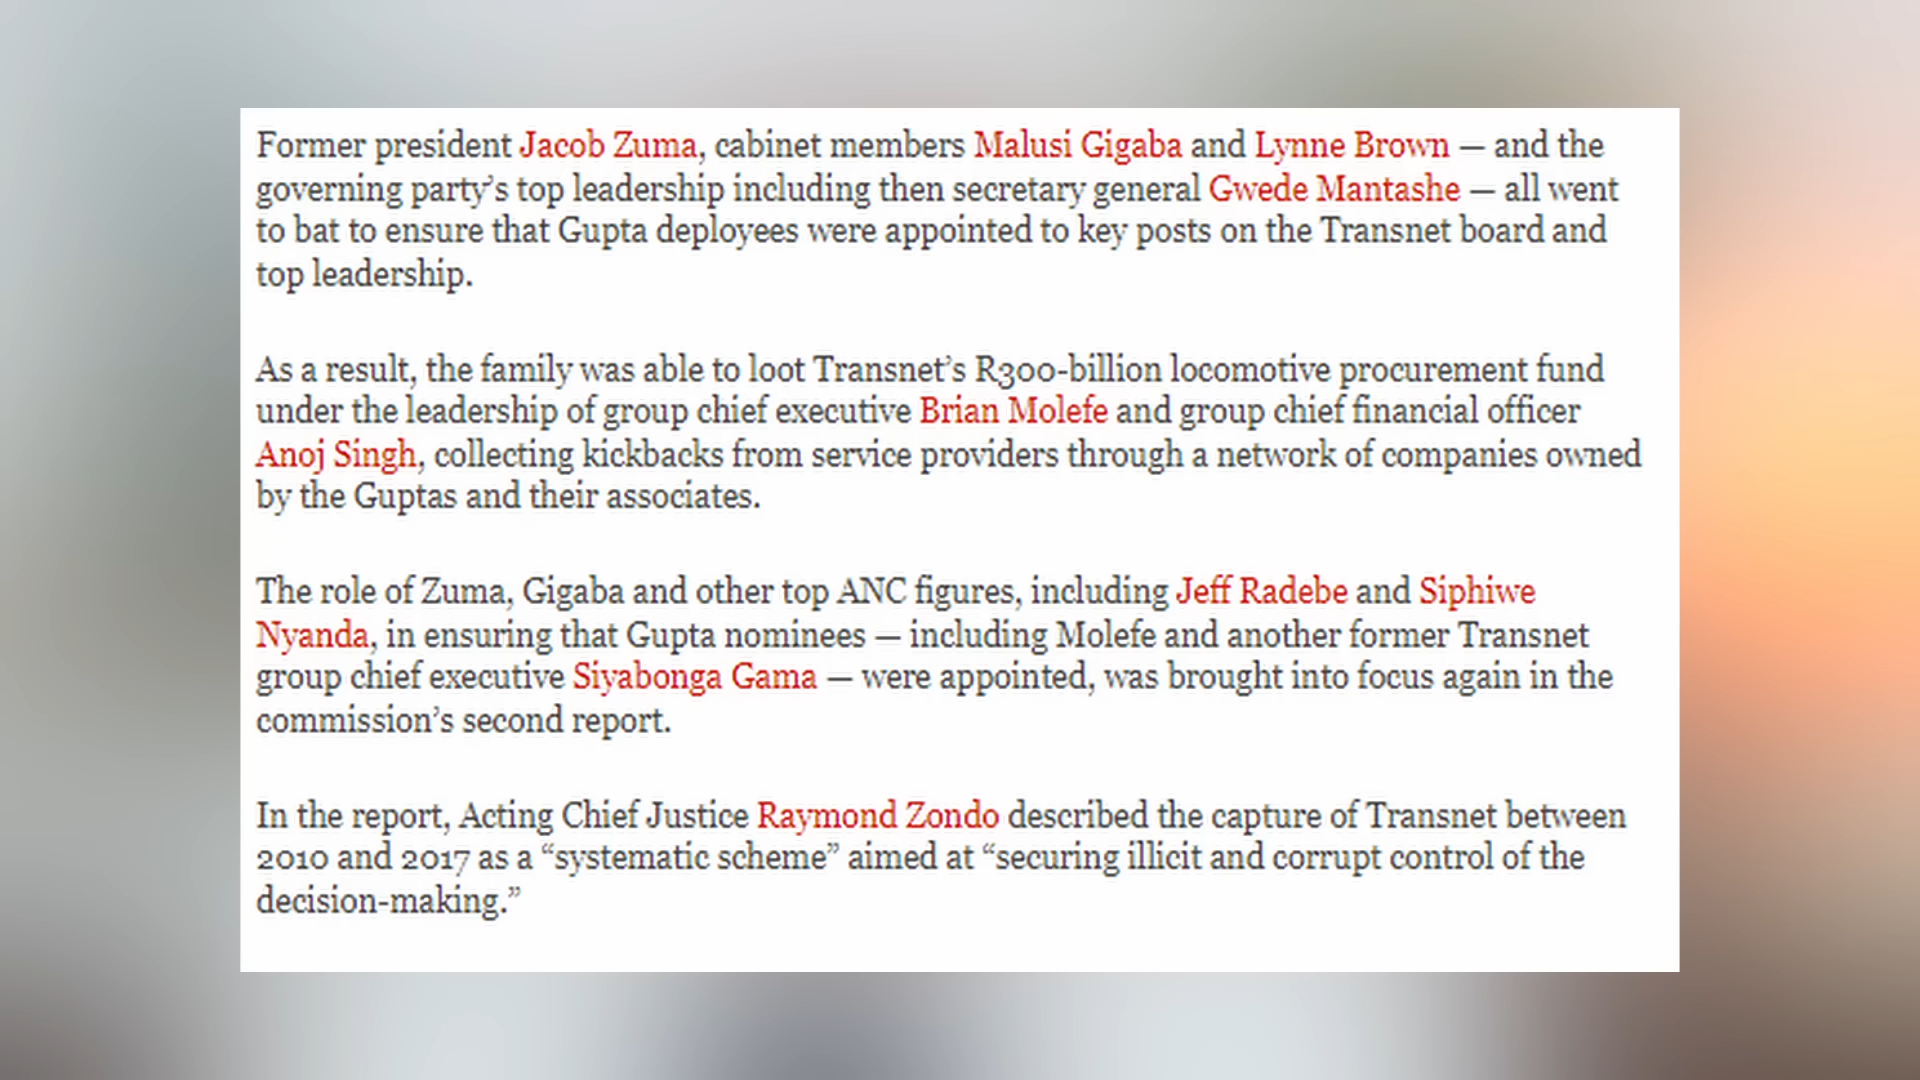 Former president Jacob Zuma, cabinet members Malusi Gigaba and Lynne Brown — and the
governing party’s top leadership including then secretary general Gwede Mantashe — all went
to bat to ensure that Gupta deployees were appointed to key posts on the Transnet board and
top leadership.
As a result, the family was able to loot Transnet’s R300-billion locomotive procurement fund
under the leadership of group chief executive Brian Molefe and group chief financial officer
Anoj Singh, collecting kickbacks from service providers through a network of companies owned
by the Guptas and their associates.
The role of Zuma, Gigaba and other top ANC figures, including Jeff Radebe and Siphiwe
Nyanda, in ensuring that Gupta nominees — including Molefe and another former Transnet
group chief executive Siyabonga Gama — were appointed, was brought into focus again in the
commission’s second report.
In the report, Acting Chief Justice Raymond Zondo described the capture of Transnet between
2010 and 2017 as a “systematic scheme” aimed at “securing illicit and corrupt control of the
decision-making.”